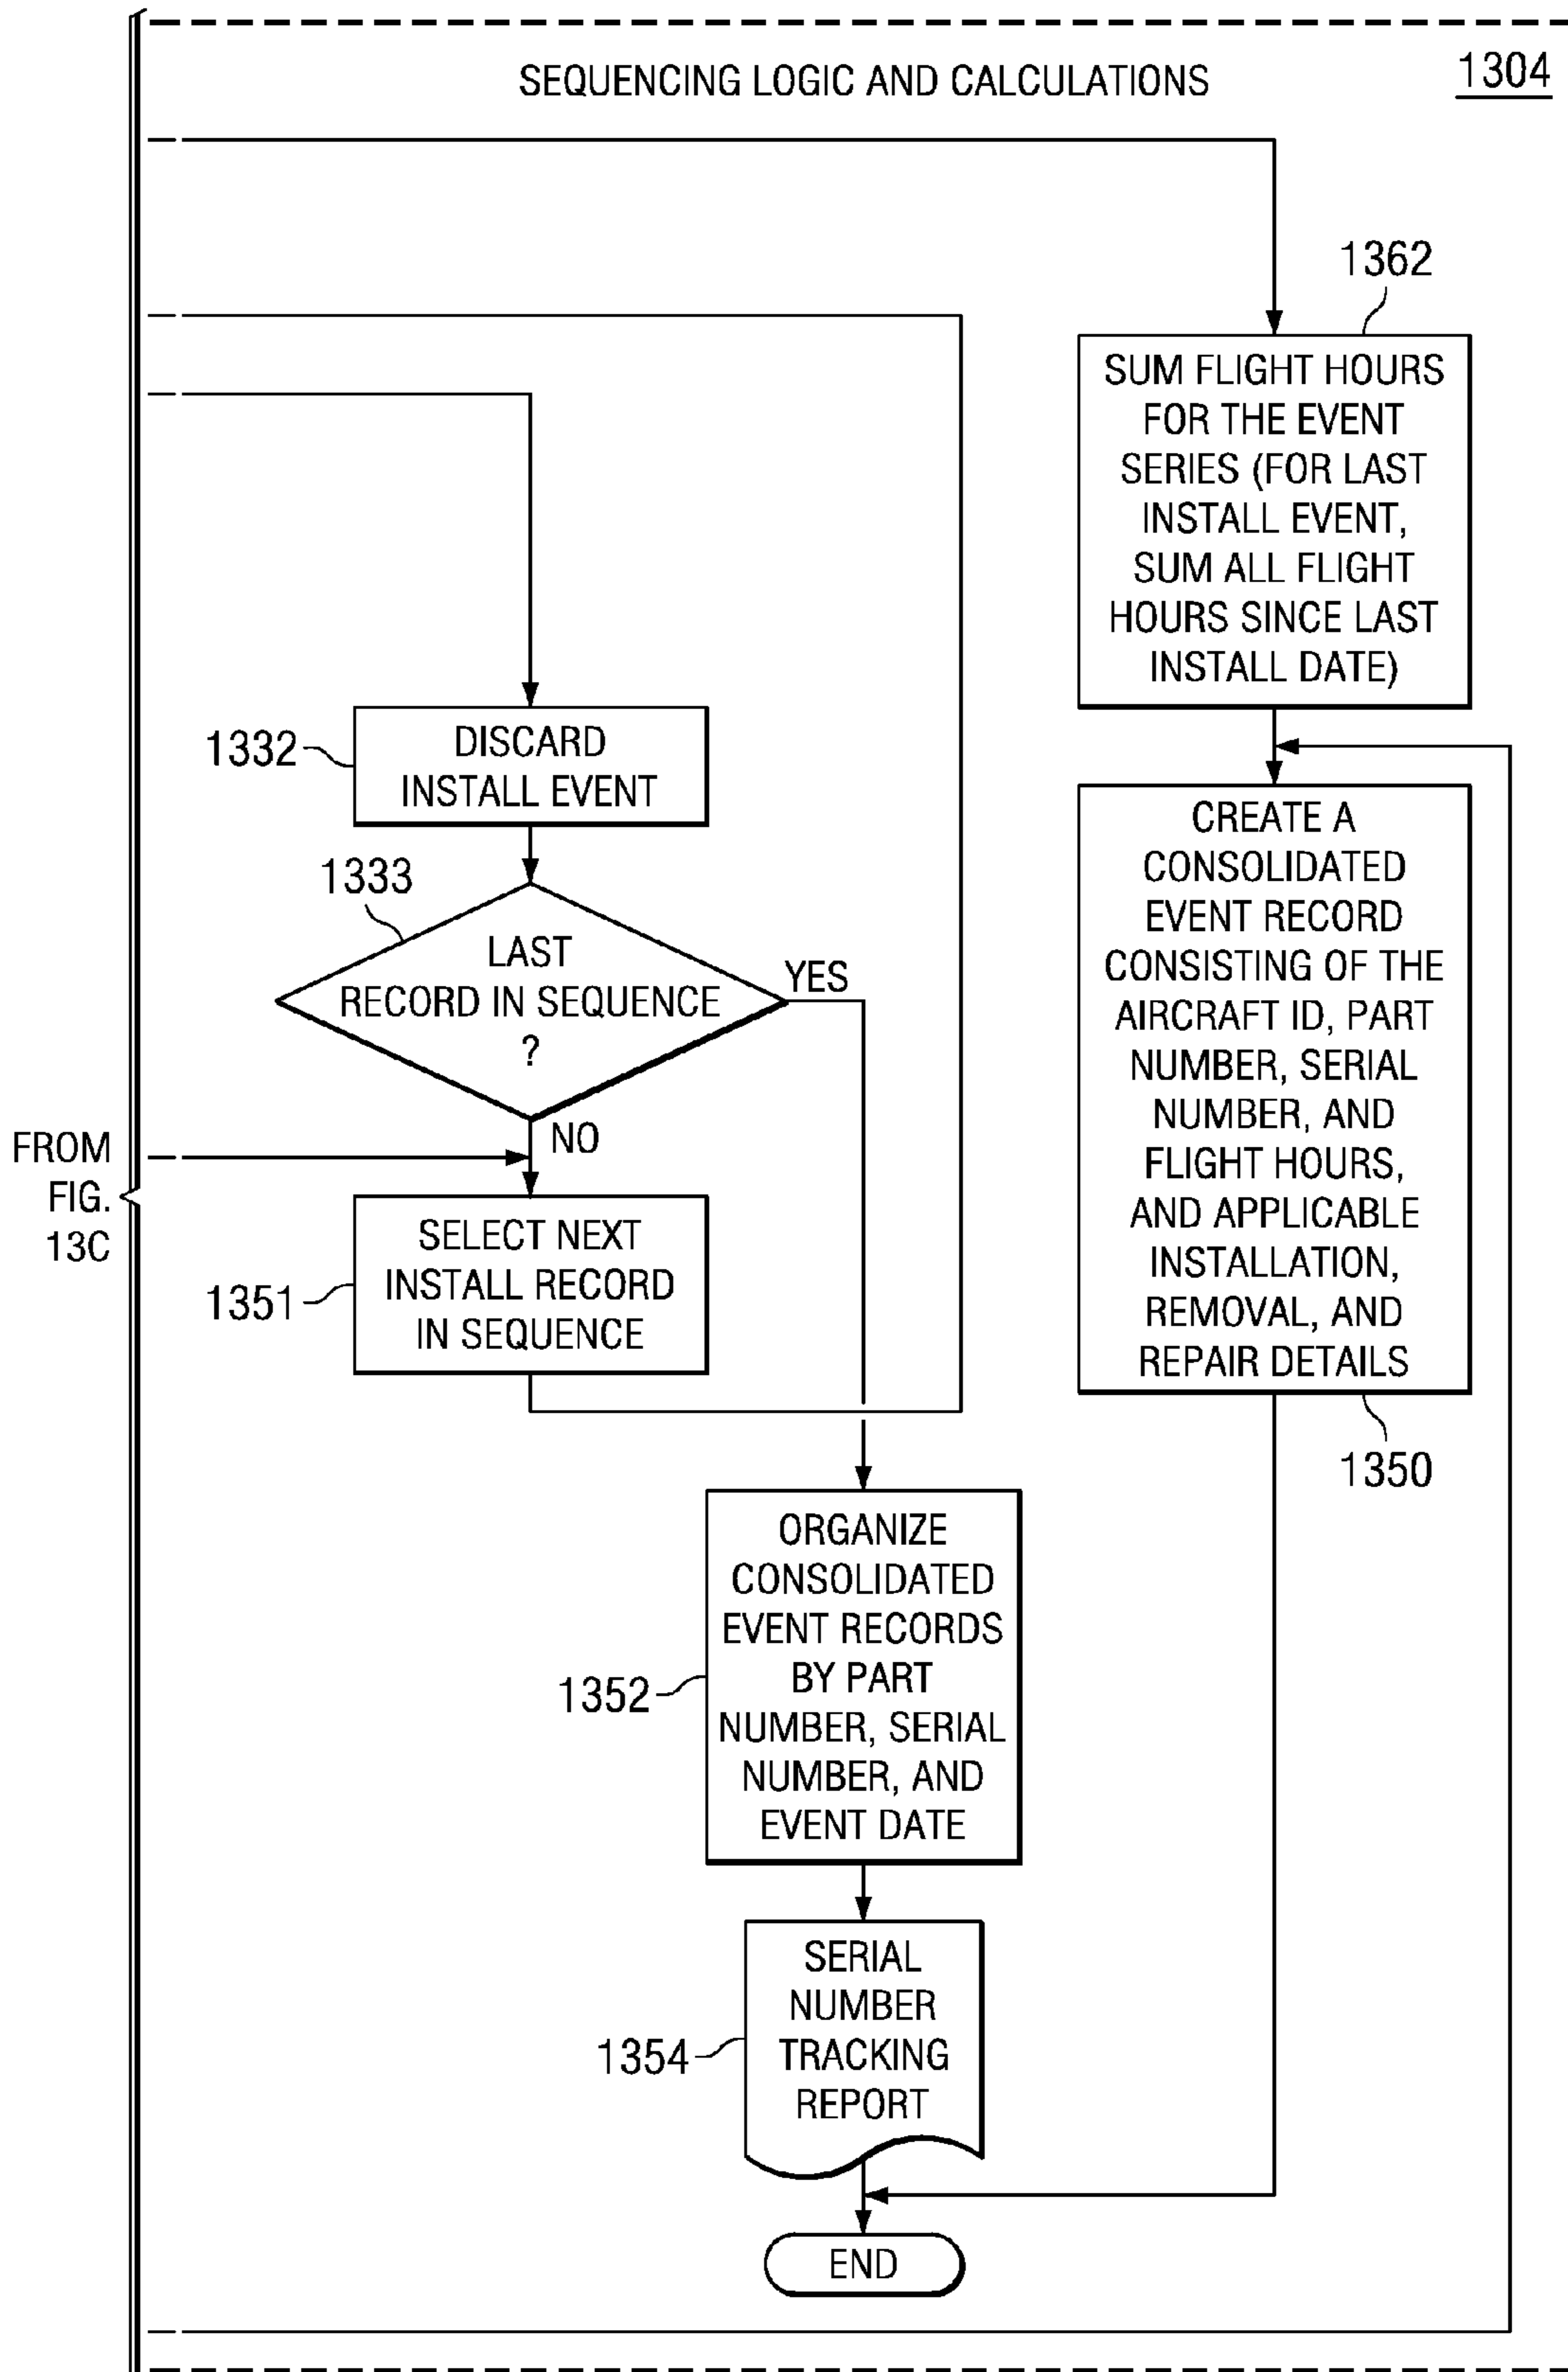 SEQUENCING LOGIC AND CALCULATIONS
1304
1362
SUM FLIGHT HOURS
FOR THE EVENT
SERIES (FOR LAST
INSTALL EVENT,
SUM ALL FLIGHT
HOURS SINCE LAST
INSTALL DATE)
1332
DISCARD
INSTALL EVENT
1333
LAST
RECORD IN SEQUENCE
?
YES
NO
FROM
FIG.
13C
1351
SELECT NEXT
INSTALL RECORD
IN SEQUENCE
CREATE A
CONSOLIDATED
EVENT RECORD
CONSISTING OF THE
AIRCRAFT ID, PART
NUMBER, SERIAL
NUMBER, AND
FLIGHT HOURS,
AND APPLICABLE
INSTALLATION,
REMOVAL, AND
REPAIR DETAILS
1350
1352
ORGANIZE
CONSOLIDATED
EVENT RECORDS
BY PART
NUMBER, SERIAL
NUMBER, AND
EVENT DATE
1354
SERIAL
NUMBER
TRACKING
REPORT
END